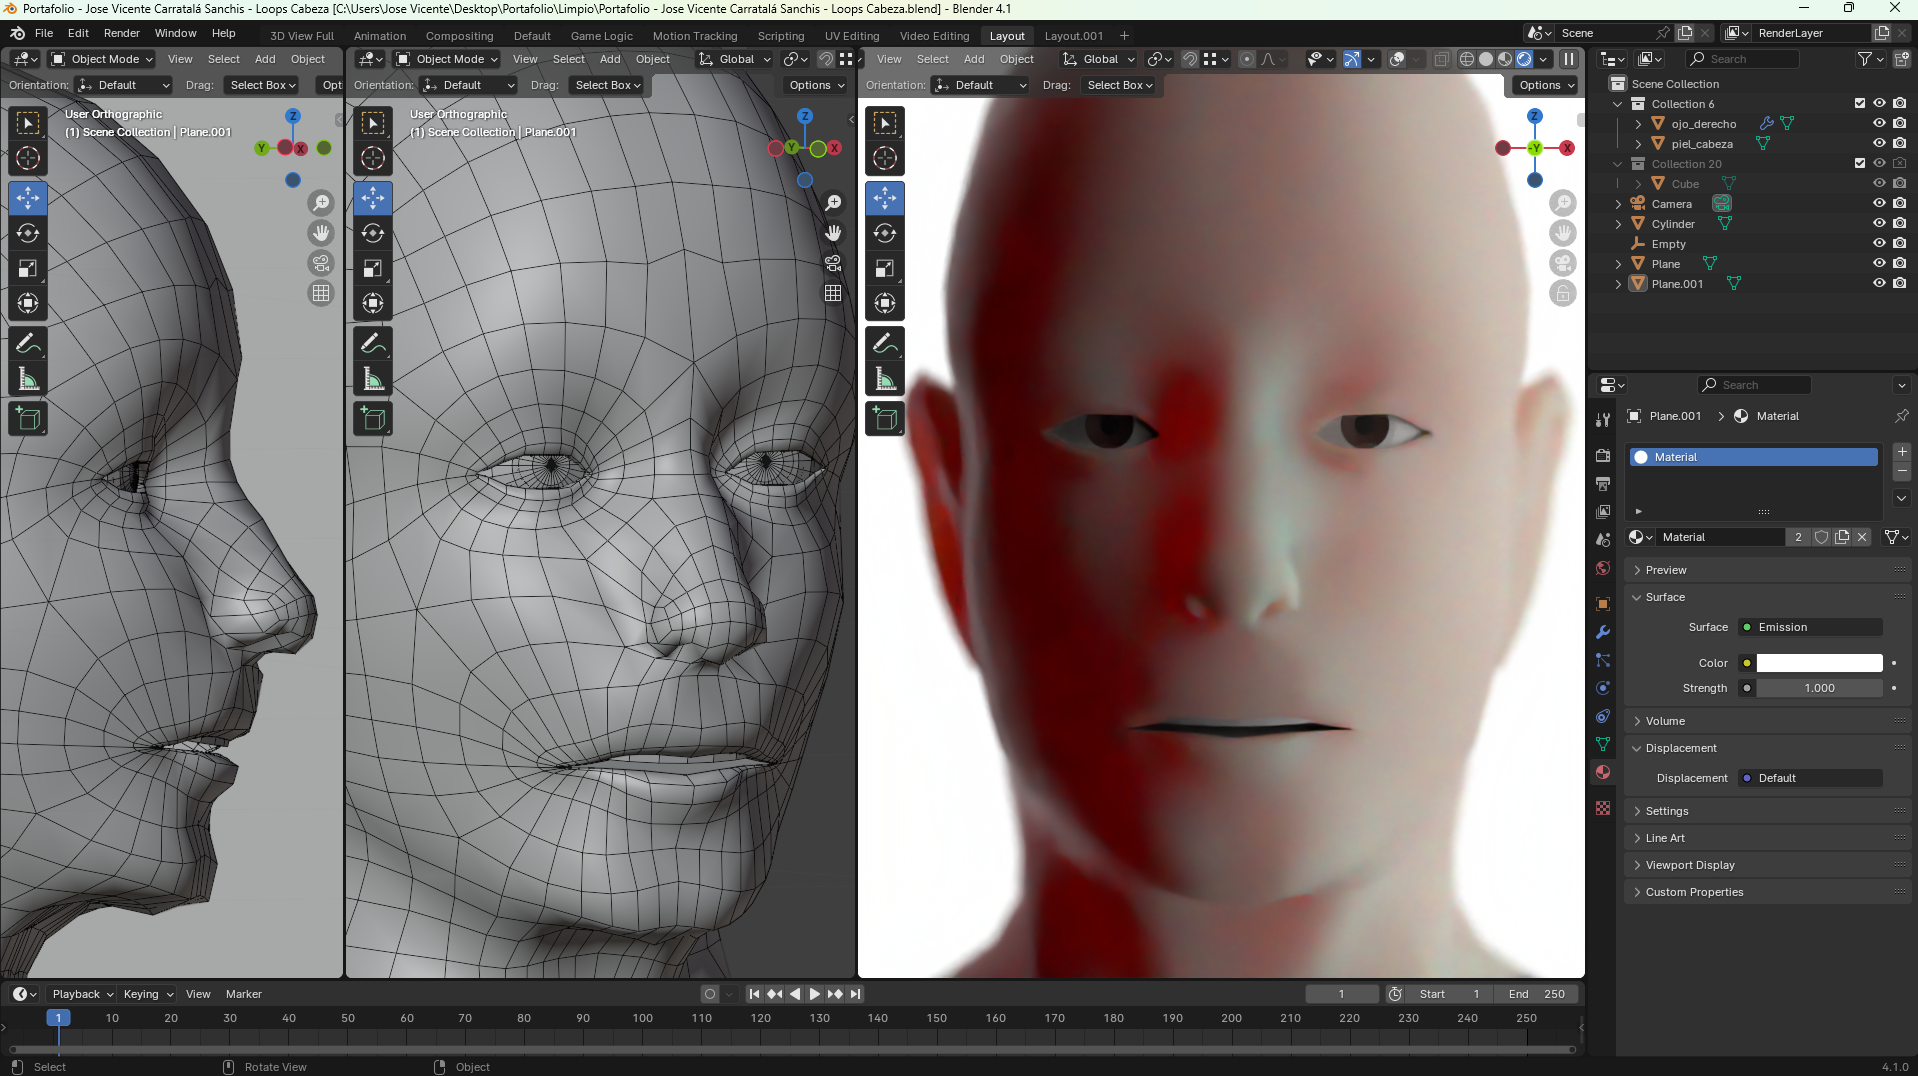 Portafolio - Jose Vicente Carratalá Sanchis - Loops Cabeza [C:\Users\Jose Vicente\Desktop\Portafolio\Limpio\Portafolio - Jose Vicente Carratalá Sanchis - Loops Cabeza.blend] - Blender 4.1
File Edit Render Window Help 3D View Full Animation Compositing Default Game Logic Motion Tracking Scripting UV Editing Video Editing Layout Layout.001 + Scene RenderLayer
Object Mode View Select Add Object
Orientation: Default Drag: Select Box Opt
User Orthographic
(1) Scene Collection | Plane.001
Z
Y X
Object Mode View Select Add Object Global
Orientation: Default Drag: Select Box Options
User Orthographic
(1) Scene Collection | Plane.001
Z
Y X
View Select Add Object Global
Orientation: Default Drag: Select Box Options
Z
-Y X
Search
Scene Collection
Collection 6
ojo_derecho
piel_cabeza
Collection 20
Cube
Camera
Cylinder
Empty
Plane
Plane.001
Search
Plane.001 Material
Material
Material 2
Preview
Surface
Surface Emission
Color
Strength 1.000
Volume
Displacement
Displacement Default
Settings
Line Art
Viewport Display
Custom Properties
Playback Keying View Marker 1 Start 1 End 250
1 10 20 30 40 50 60 70 80 90 100 110 120 130 140 150 160 170 180 190 200 210 220 230 240 250
Select Rotate View Object 4.1.0